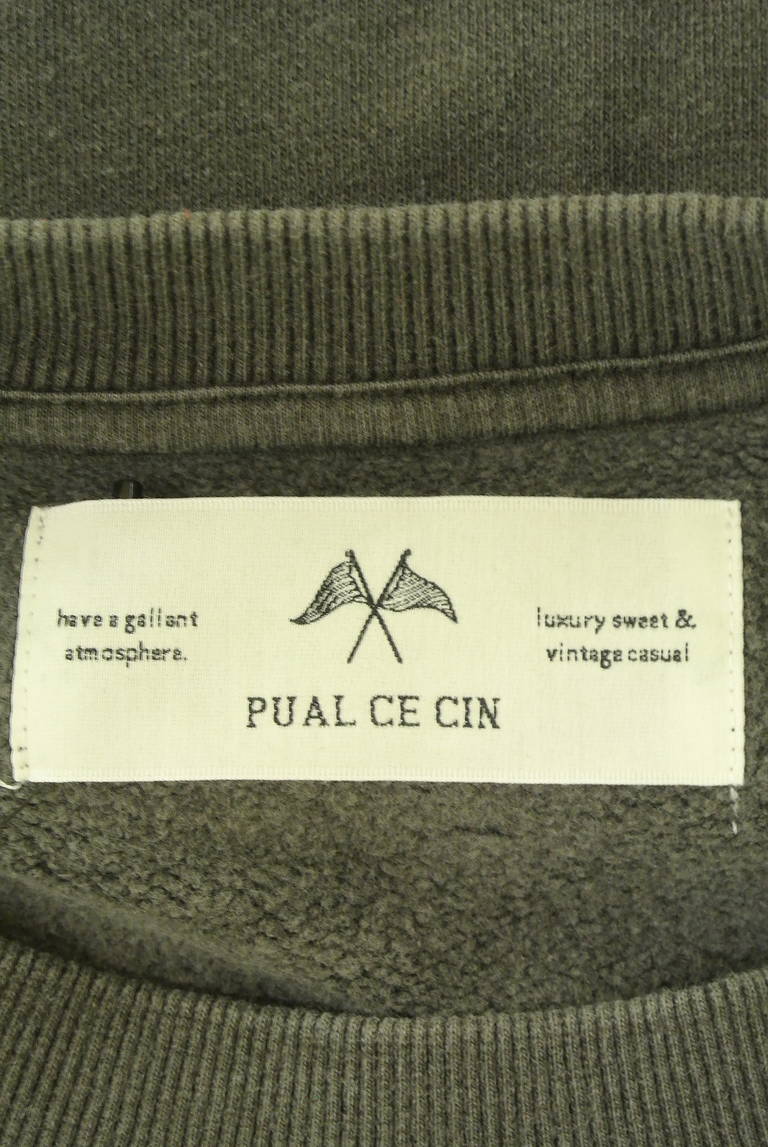 have a gallant
atmosphere.
luxury sweet &
vintage casual
PUAL CE CIN